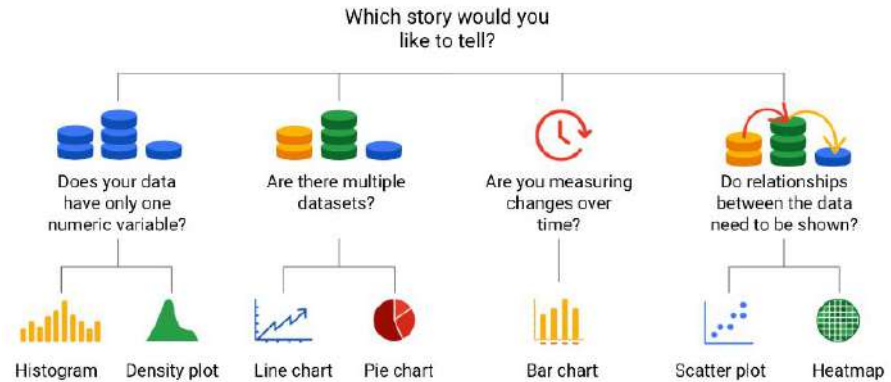 Which story would you
like to tell?
Does your data
have only one
numeric variable?
Are there multiple
datasets?
Are you measuring
changes over
time?
Do relationships
between the data
need to be shown?
Histogram
Density plot
Line chart
Pie chart
Bar chart
Scatter plot
Heatmap